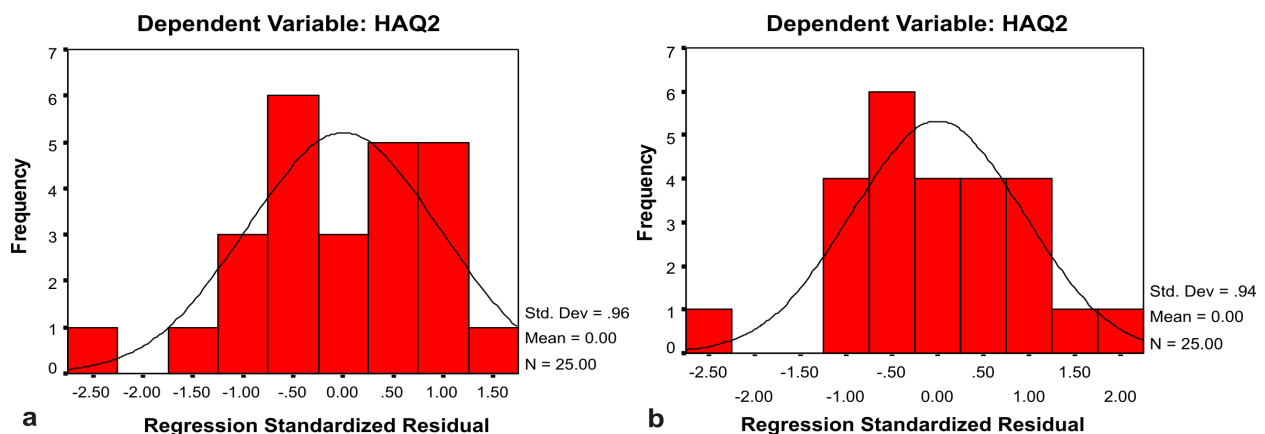 Dependent Variable: HAQ2
7
6
5
4
3
2
1
0
Frequency
-2.50 -2.00 -1.50 -1.00 -.50 0.00 .50 1.00 1.50
Regression Standardized Residual
Std. Dev = .96
Mean = 0.00
N = 25.00
a
Dependent Variable: HAQ2
7
6
5
4
3
2
1
0
Frequency
-2.50 -1.50 -.50 .50 1.50
-2.00 -1.00 0.00 1.00 2.00
Regression Standardized Residual
Std. Dev = .94
Mean = 0.00
N = 25.00
b